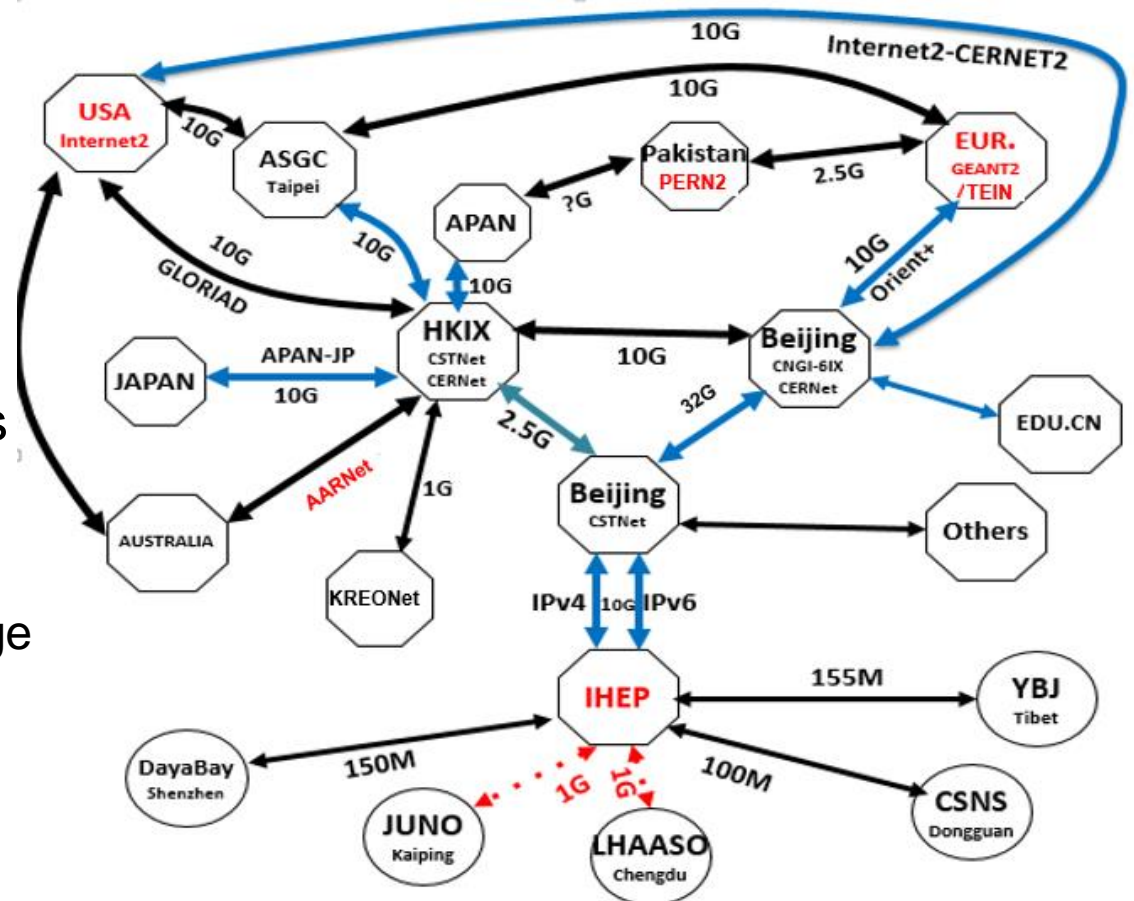 10G
Internet2-CERNET2
USA
Internet2
10G
10G
ASGC
Taipei
Pakistan
PERN2
2.5G
EUR.
GEANT2
/TEIN
?G
APAN
10G
10G
10G
GLORIAD
10G
Orient+
HKIX
CSTNet
CERNet
10G
Beijing
CNGI-6IX
CERNet
JAPAN
APAN-JP
10G
2.5G
32G
EDU.CN
s
AARNet
1G
AUSTRALIA
Beijing
CSTNet
Others
KREONet
IPv4
10G
IPv6
ge
IHEP
155M
YBJ
Tibet
DayaBay
Shenzhen
150M
1G
1G
100M
CSNS
Dongguan
JUNO
Kaiping
LHAASO
Chengdu